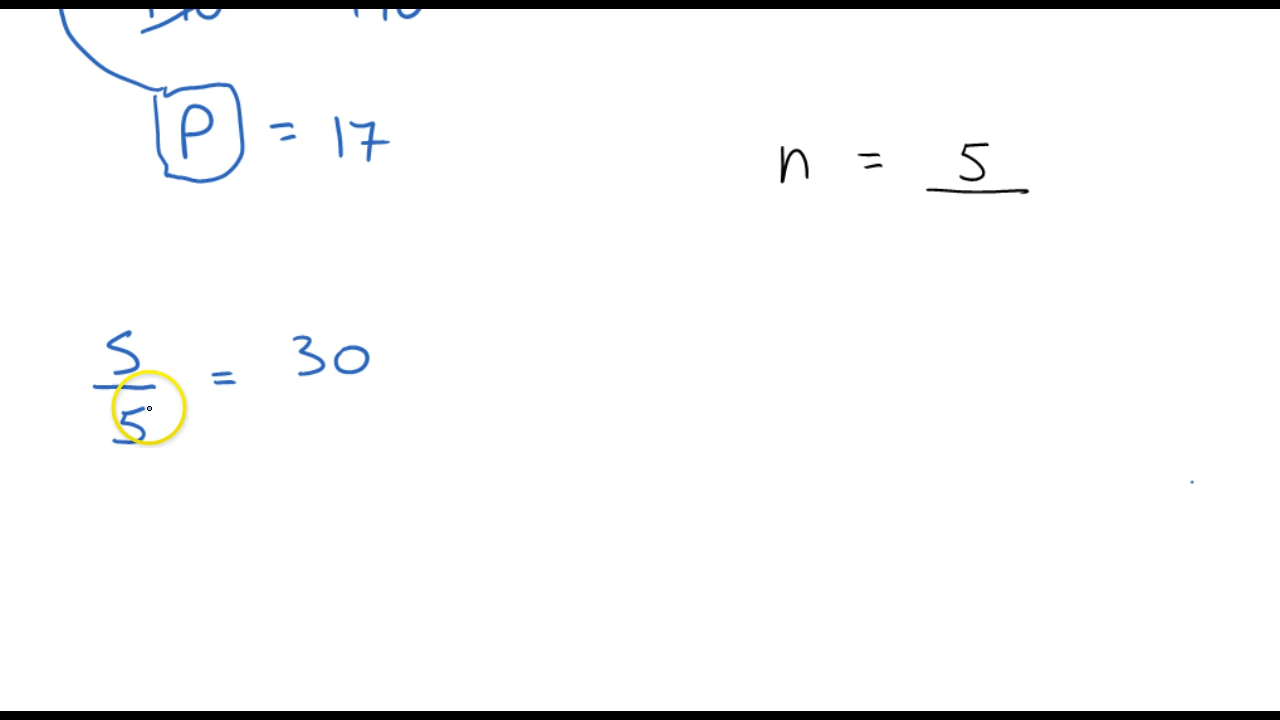 P = 17
n = 5
S/5 = 30